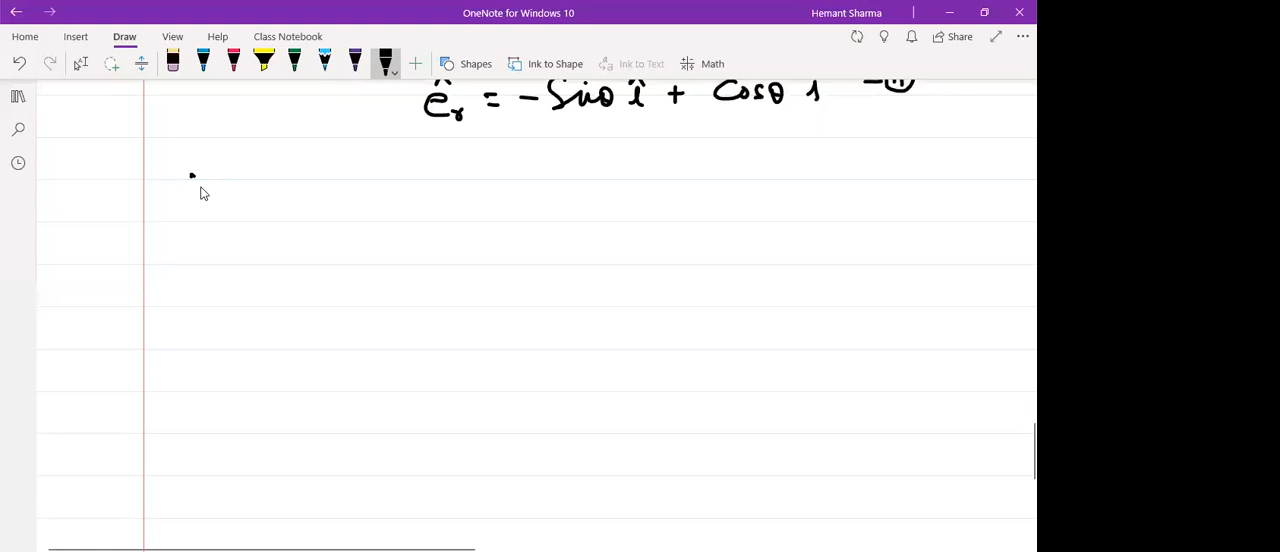 OneNote for Windows 10
Hemant Sharma
Home Insert Draw View Help Class Notebook
Share
Shapes Ink to Shape Ink to Text Math
ê_r = - Sinθ î + Cosθ